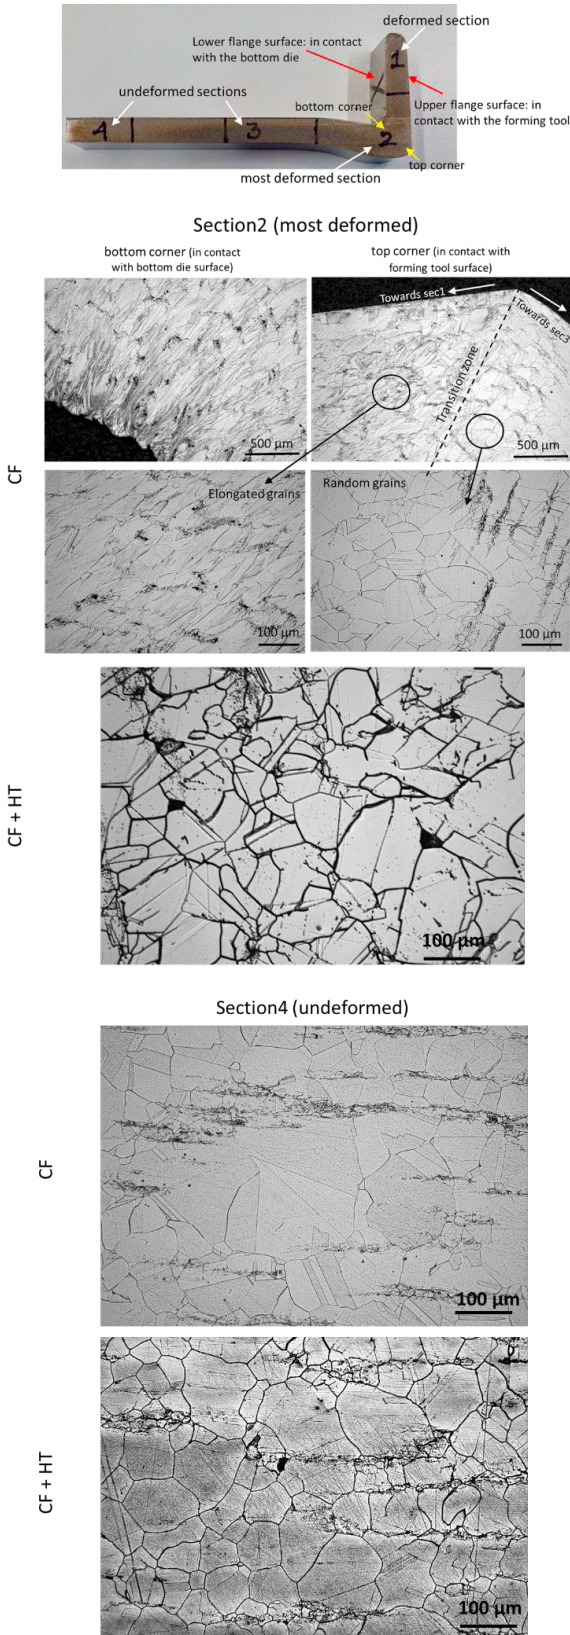 deformed section
Lower flange surface: in contact
with the bottom die
1
undeformed sections
Upper flange surface: in
contact with the forming tool
bottom corner
4
3
2
top corner
most deformed section
Section2 (most deformed)
bottom corner (in contact
with bottom die surface)
top corner (in contact with
forming tool surface)
Towards sec1
Towards sec3
Transition zone
500 µm
500 µm
CF
Elongated grains
Random grains
100 µm
100 µm
CF + HT
100 µm
Section4 (undeformed)
CF
100 µm
CF + HT
100 µm